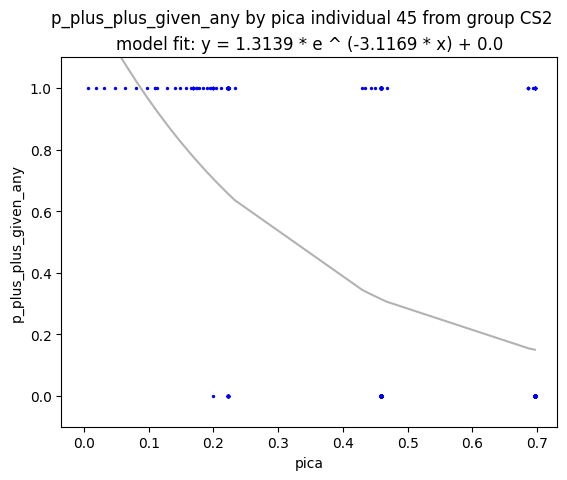 p_plus_plus_given_any by pica individual 45 from group CS2
model fit: y = 1.3139 * e ^ (-3.1169 * x) + 0.0
p_plus_plus_given_any
1.0
0.8
0.6
0.4
0.2
0.0
0.0 0.1 0.2 0.3 0.4 0.5 0.6 0.7
pica